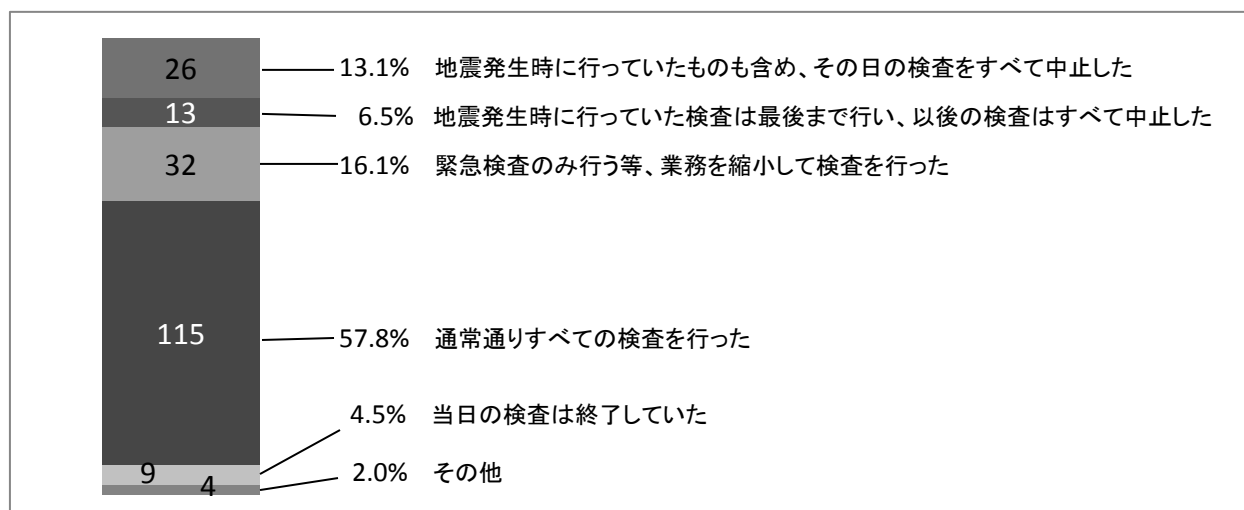 26 13.1% 地震発生時に行っていたものも含め、その日の検査をすべて中止した
13 6.5% 地震発生時に行っていた検査は最後まで行い、以後の検査はすべて中止した
32 16.1% 緊急検査のみ行う等、業務を縮小して検査を行った
115 57.8% 通常通りすべての検査を行った
9 4.5% 当日の検査は終了していた
4 2.0% その他